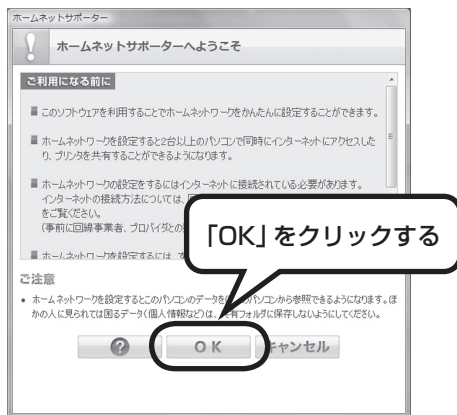 ホームネットサポーター
ホームネットサポーターへようこそ
ご利用になる前に
このソフトウェアを利用することでホームネットワークをかんたんに設定することができます。
ホームネットワークを設定すると2台以上のパソコンで同時にインターネットにアクセスした
り、プリンタを共有することができるようになります。
ホームネットワークの設定をするにはインターネットに接続されている必要があります。
インターネットの接続方法については、
をご覧ください。
(事前に回線事業者、プロバイダとの
ホームネットワークを設定するには、
「OK」をクリックする
ご注意
• ホームネットワークを設定するとこのパソコンのデータを パソコンから参照できるようになります。ほ
かの人に見られては困るデータ(個人情報など)は、共有フォルダに保存しないようにしてください。
?
OK
キャンセル